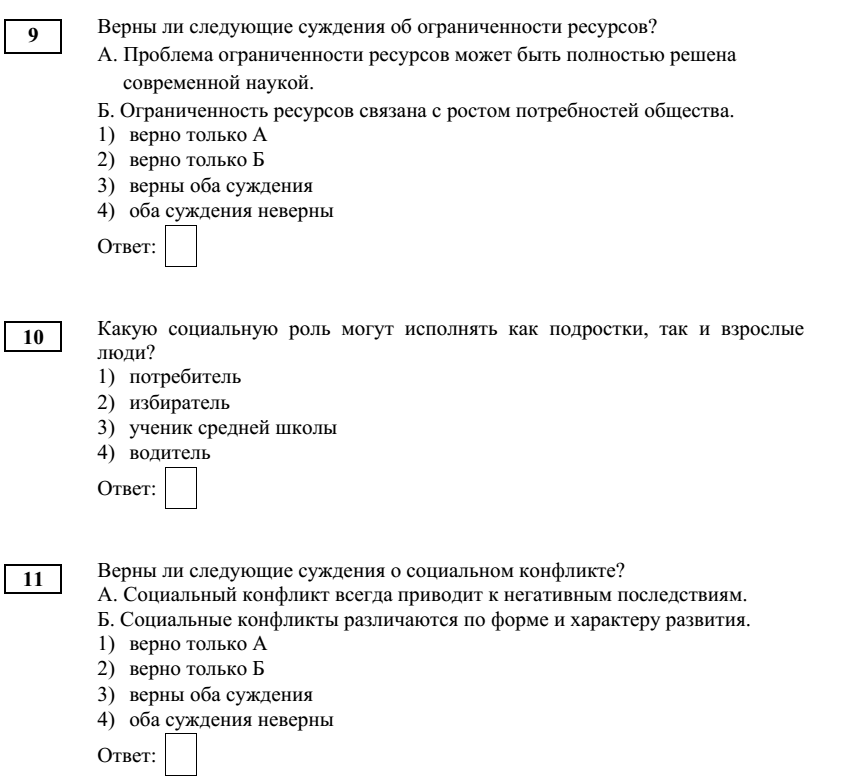 9
Верны ли следующие суждения об ограниченности ресурсов?
А. Проблема ограниченности ресурсов может быть полностью решена
современной наукой.
Б. Ограниченность ресурсов связана с ростом потребностей общества.
1) верно только А
2) верно только Б
3) верны оба суждения
4) оба суждения неверны
Ответ:
10
Какую социальную роль могут исполнять как подростки, так и взрослые
люди?
1) потребитель
2) избиратель
3) ученик средней школы
4) водитель
Ответ:
11
Верны ли следующие суждения о социальном конфликте?
А. Социальный конфликт всегда приводит к негативным последствиям.
Б. Социальные конфликты различаются по форме и характеру развития.
1) верно только А
2) верно только Б
3) верны оба суждения
4) оба суждения неверны
Ответ: